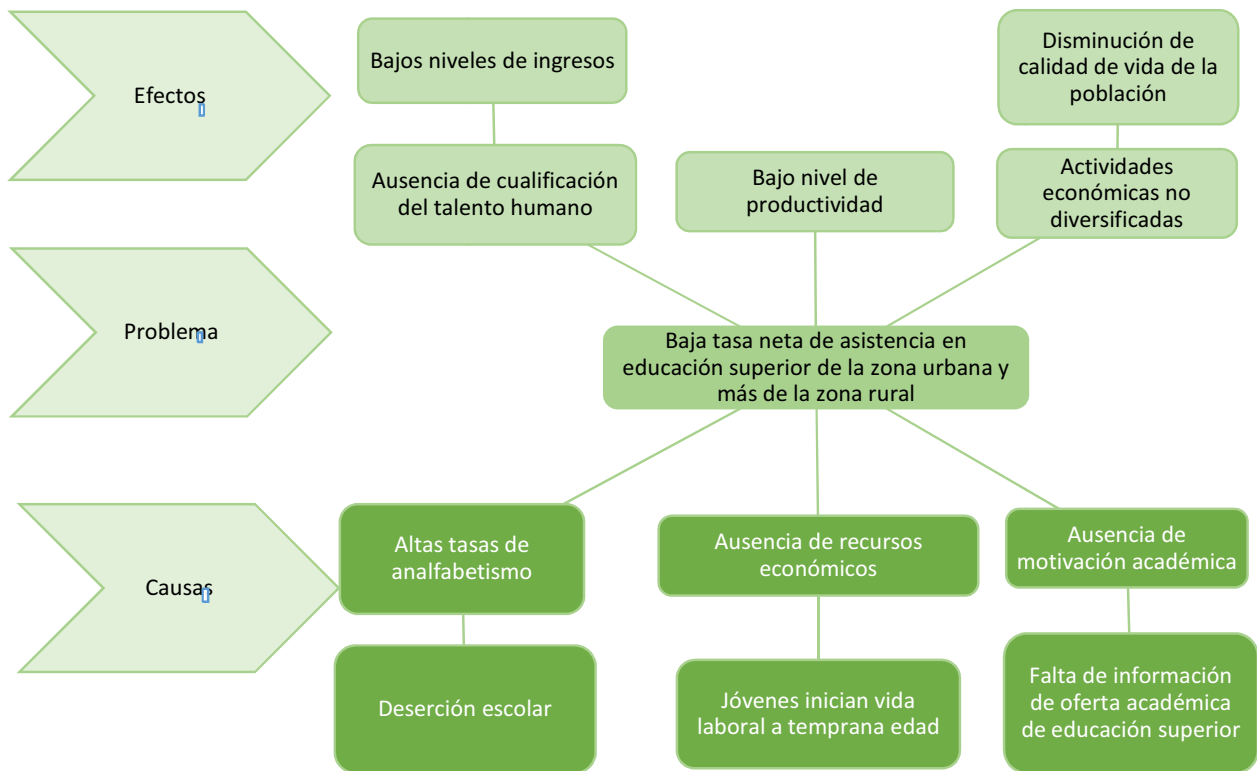 Efectos
Bajos niveles de ingresos
Disminución de
calidad de vida de la
población
Ausencia de cualificación
del talento humano
Bajo nivel de
productividad
Actividades
económicas no
diversificadas
Problema
Baja tasa neta de asistencia en
educación superior de la zona urbana y
más de la zona rural
Causas
Altas tasas de
analfabetismo
Ausencia de recursos
económicos
Ausencia de
motivación académica
Deserción escolar
Jóvenes inician vida
laboral a temprana edad
Falta de información
de oferta académica
de educación superior